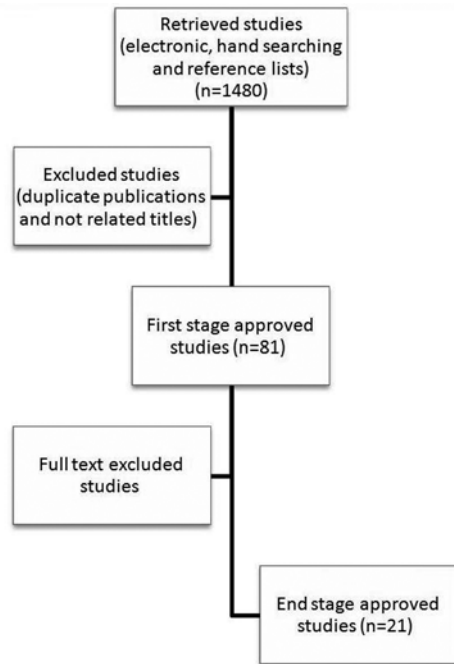 Retrieved studies
(electronic, hand searching
and reference lists)
(n=1480)
Excluded studies
(duplicate publications
and not related titles)
First stage approved
studies (n=81)
Full text excluded
studies
End stage approved
studies (n=21)